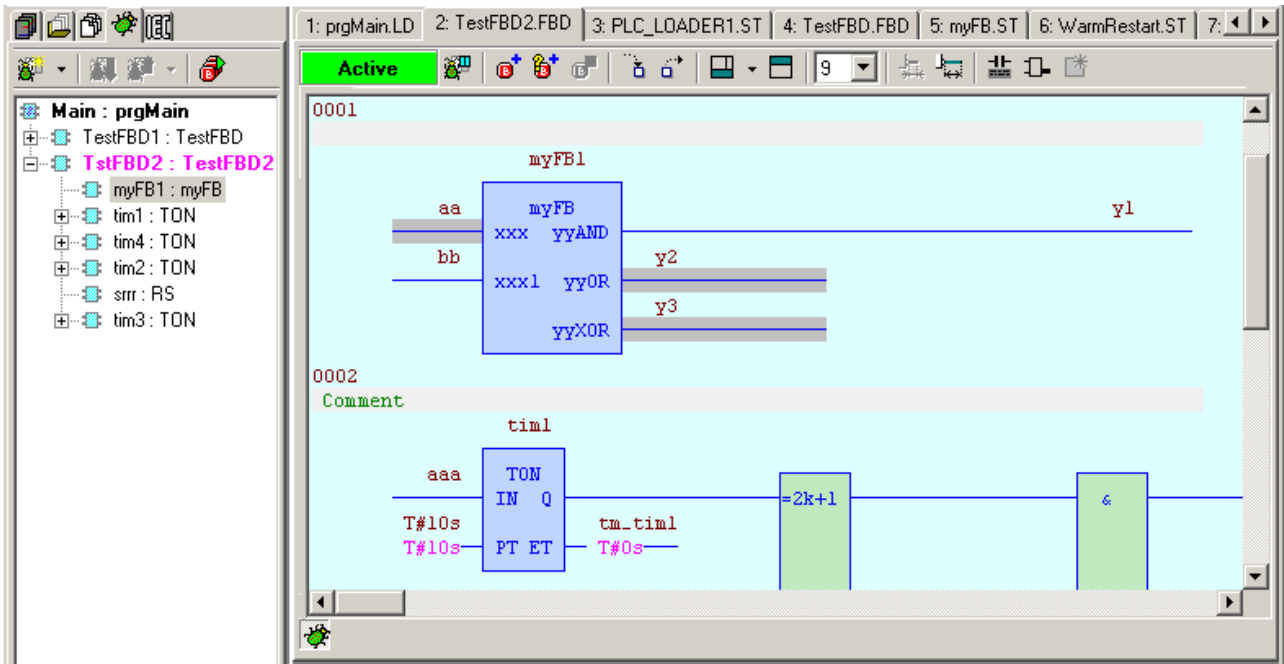 1: prgMain.LD 2: TestFBD2.FBD 3: PLC_LOADER1.ST 4: TestFBD.FBD 5: myFB.ST 6: WarmRestart.ST 7:
Active 9
Main : prgMain
TestFBD1 : TestFBD
TstFBD2 : TestFBD2
myFB1 : myFB
tim1 : TON
tim4 : TON
tim2 : TON
srrr : RS
tim3 : TON
0001
myFB1
aa myFB y1
xxx yyAND
bb y2
xxx1 yyOR
y3
yyXOR
0002
Comment
tim1
aaa TON
IN Q =2k+1 &
T#10s tm_tim1
T#10s PT ET T#0s